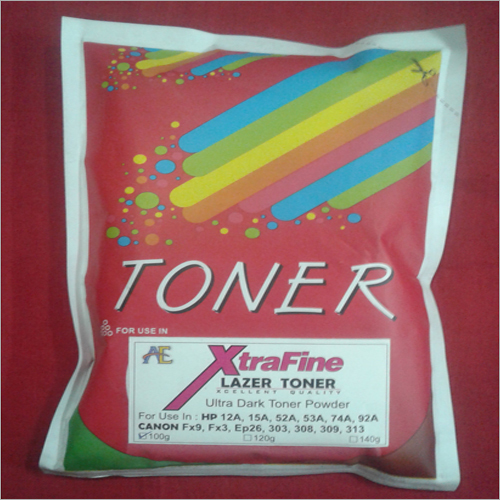 TONER
FOR USE IN
AE
XtraFine
LAZER TONER
XCELLENT QUALITY
Ultra Dark Toner Powder
For Use In : HP 12A, 15A, 52A, 53A, 74A, 92A
CANON Fx9, Fx3, Ep26, 303, 308, 309, 313
100g 120g 140g